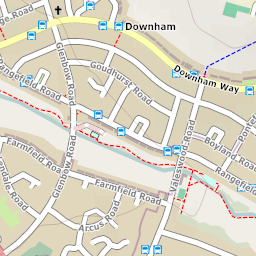 Downham
Downham Way
Goudhurst Road
Glenbow Road
Rangefield Road
Valeswood Road
Boyland Road
Rangefield
Farmfield Road
Farmfield Road
Glenbow Road
Arcus Road